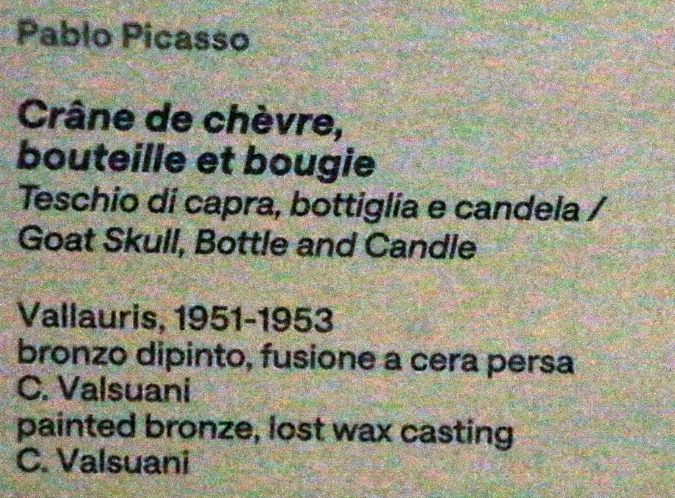 Pablo Picasso
Crâne de chèvre,
bouteille et bougie
Teschio di capra, bottiglia e candela /
Goat Skull, Bottle and Candle
Vallauris, 1951-1953
bronzo dipinto, fusione a cera persa
C. Valsuani
painted bronze, lost wax casting
C. Valsuani